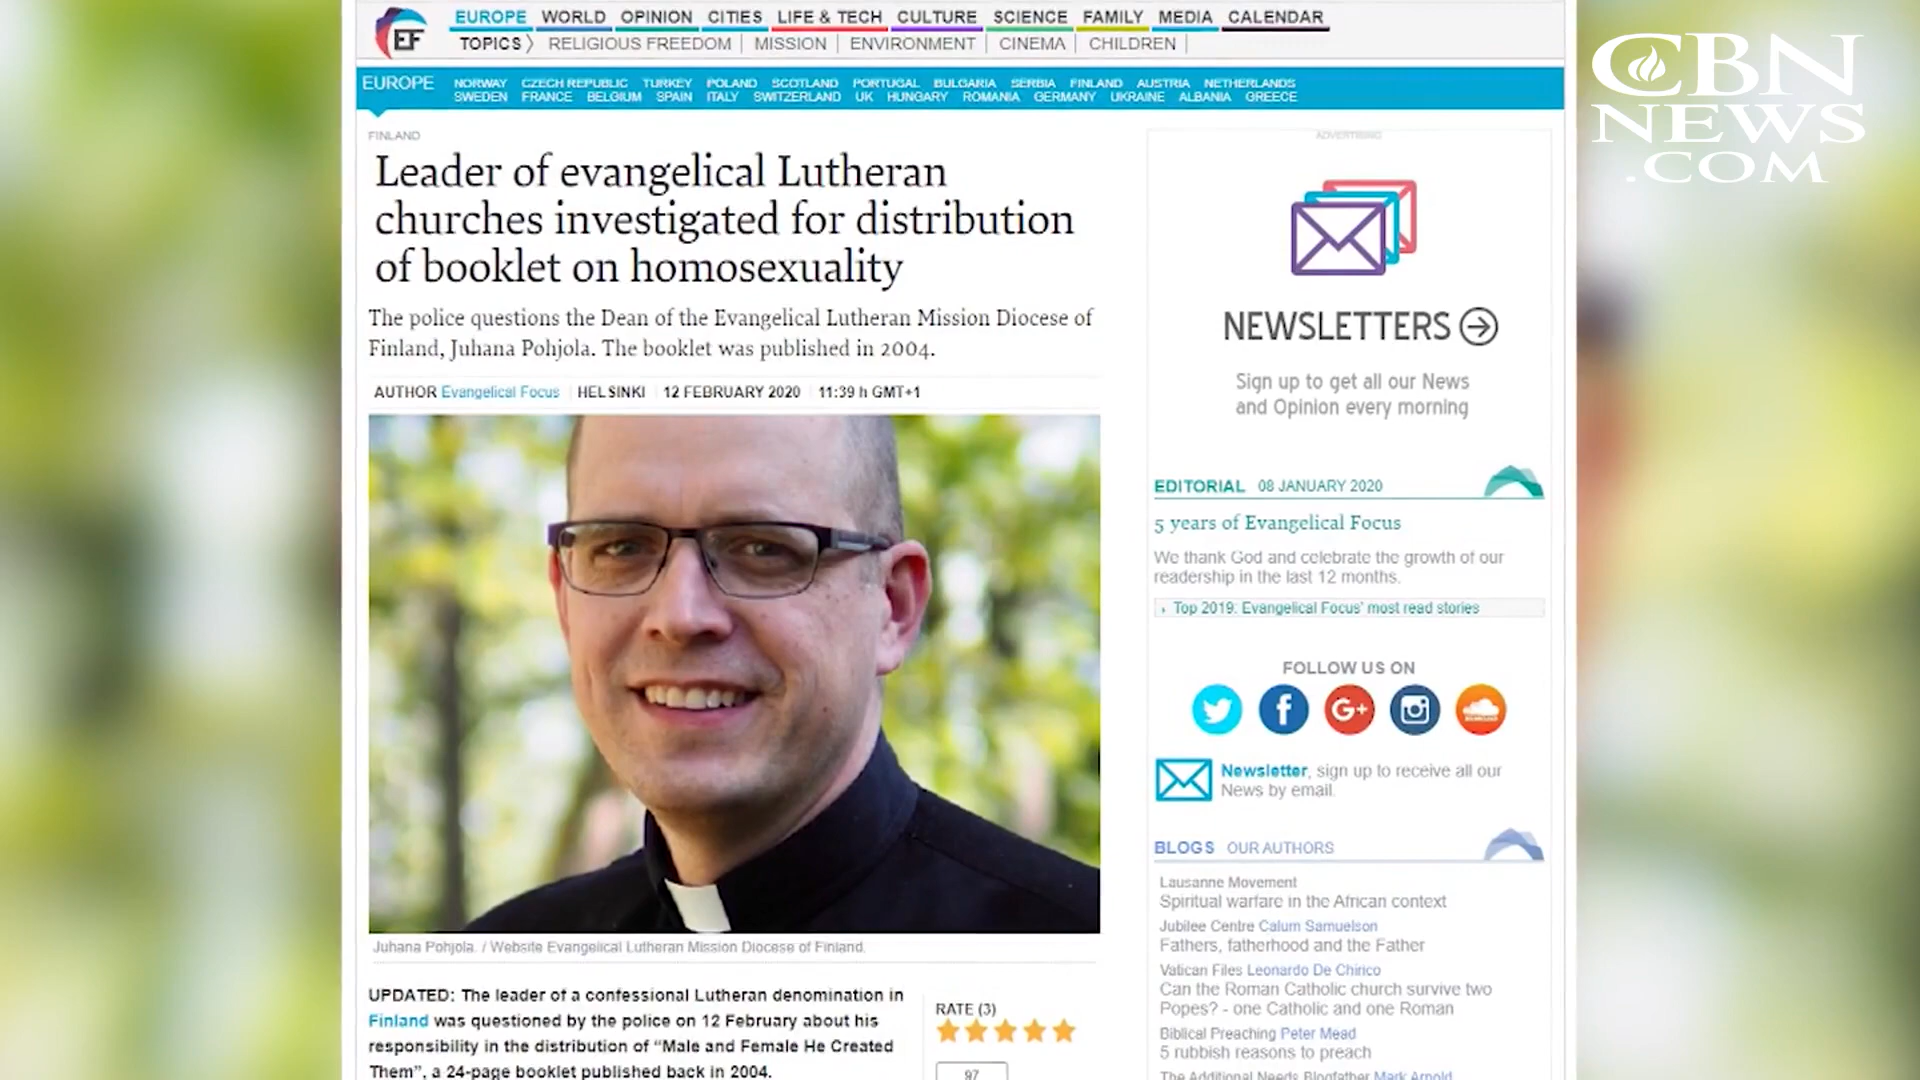 EF
EUROPE WORLD OPINION CITIES LIFE & TECH CULTURE SCIENCE FAMILY MEDIA CALENDAR
TOPICS RELIGIOUS FREEDOM MISSION ENVIRONMENT CINEMA CHILDREN
EUROPE
NORWAY CZECH REPUBLIC TURKEY POLAND SCOTLAND PORTUGAL BULGARIA SERBIA FINLAND AUSTRIA NETHERLANDS
SWEDEN FRANCE BELGIUM SPAIN ITALY SWITZERLAND UK HUNGARY ROMANIA GERMANY UKRAINE ALBANIA GREECE
FINLAND
Leader of evangelical Lutheran
churches investigated for distribution
of booklet on homosexuality
The police questions the Dean of the Evangelical Lutheran Mission Diocese of
Finland, Juhana Pohjola. The booklet was published in 2004.
AUTHOR Evangelical Focus HELSINKI 12 FEBRUARY 2020 11:39 h GMT+1
Juhana Pohjola. / Website Evangelical Lutheran Mission Diocese of Finland.
UPDATED: The leader of a confessional Lutheran denomination in
Finland was questioned by the police on 12 February about his
responsibility in the distribution of “Male and Female He Created
Them”, a 24-page booklet published back in 2004.
RATE (3)
97
ADVERTISING
NEWSLETTERS
Sign up to get all our News
and Opinion every morning
EDITORIAL 08 JANUARY 2020
5 years of Evangelical Focus
We thank God and celebrate the growth of our
readership in the last 12 months.
Top 2019: Evangelical Focus' most read stories
FOLLOW US ON
G+
Newsletter, sign up to receive all our
News by email.
BLOGS OUR AUTHORS
Lausanne Movement
Spiritual warfare in the African context
Jubilee Centre Calum Samuelson
Fathers, fatherhood and the Father
Vatican Files Leonardo De Chirico
Can the Roman Catholic church survive two
Popes? - one Catholic and one Roman
Biblical Preaching Peter Mead
5 rubbish reasons to preach
The Additional Needs Blogfather Mark Arnold
CBN
NEWS
.COM